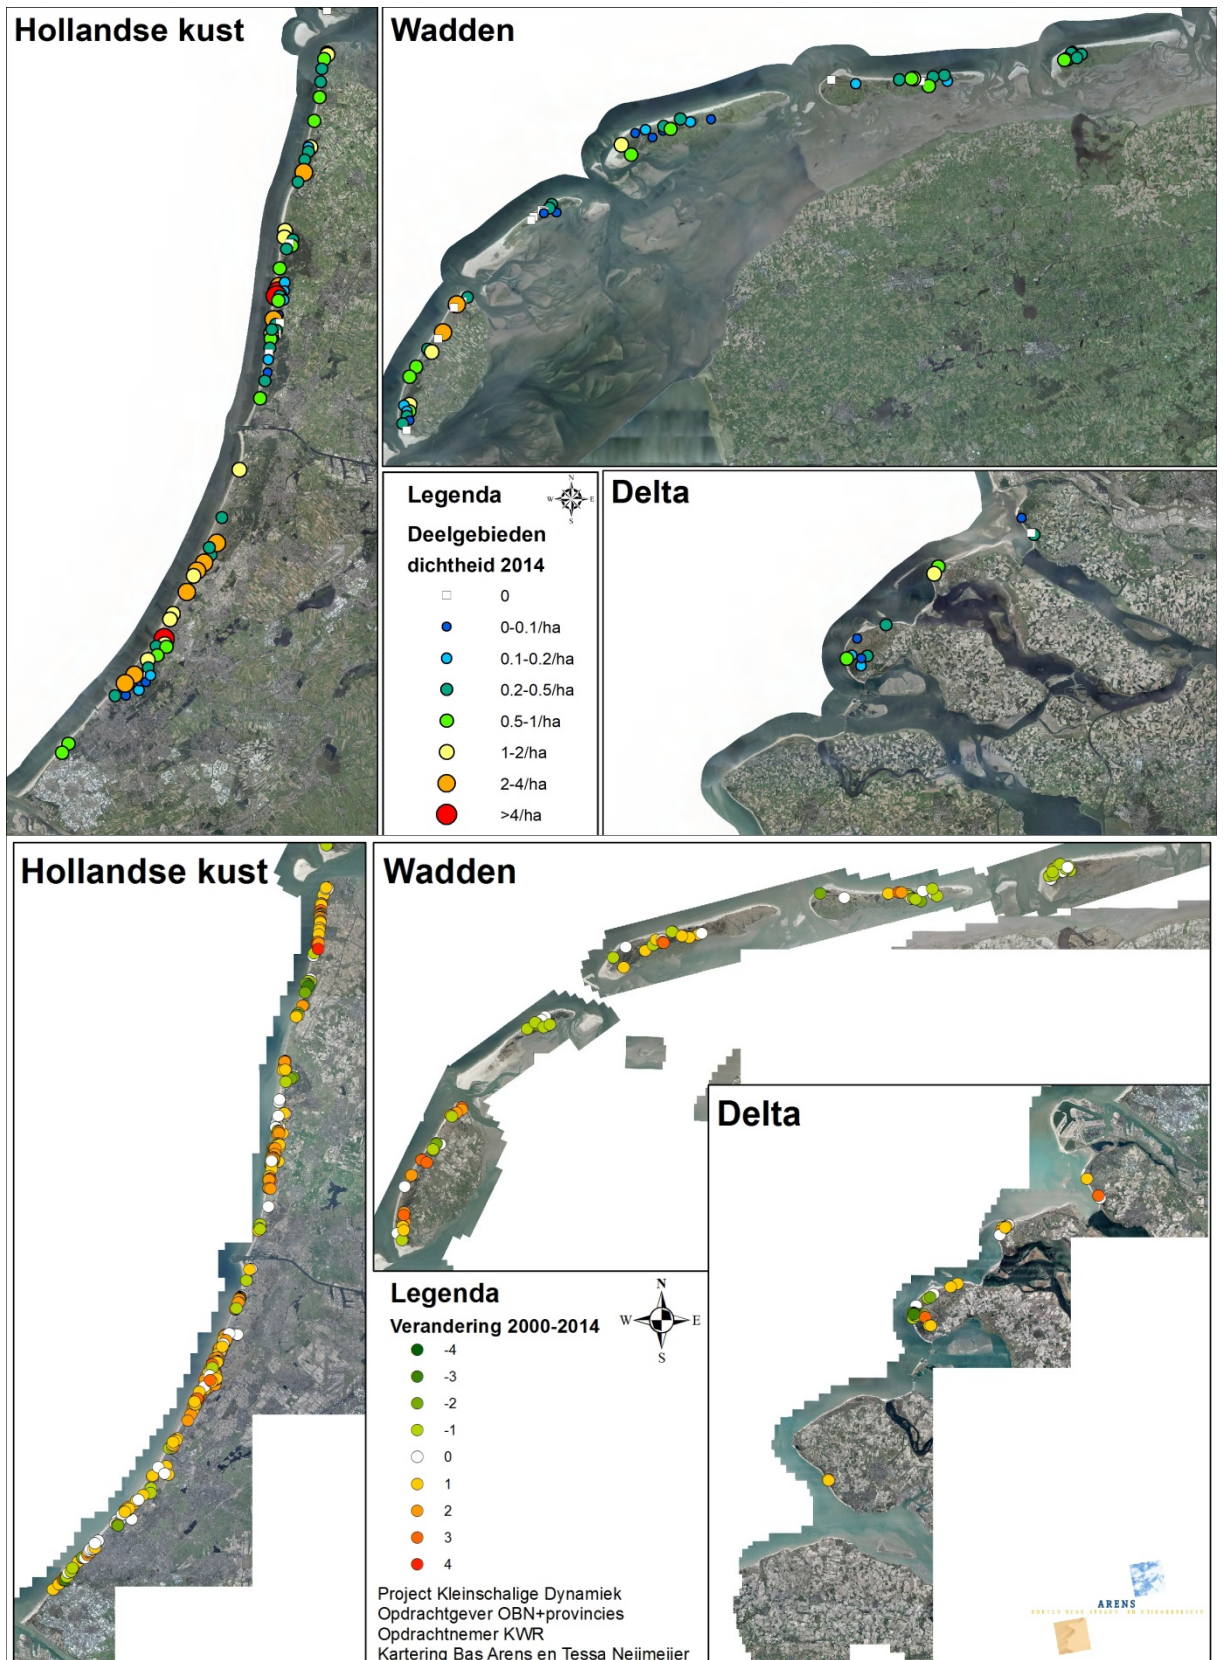 Hollandse kust
Wadden
Legenda
N
W E
S
Deelgebieden
dichtheid 2014
0
0-0.1/ha
0.1-0.2/ha
0.2-0.5/ha
0.5-1/ha
1-2/ha
2-4/ha
>4/ha
Delta
Hollandse kust
Wadden
Delta
Legenda
Verandering 2000-2014
N
W E
S
-4
-3
-2
-1
0
1
2
3
4
Project Kleinschalige Dynamiek
Opdrachtgever OBN+provincies
Opdrachtnemer KWR
Kartering Bas Arens en Tessa Neijmeijer
ARENS